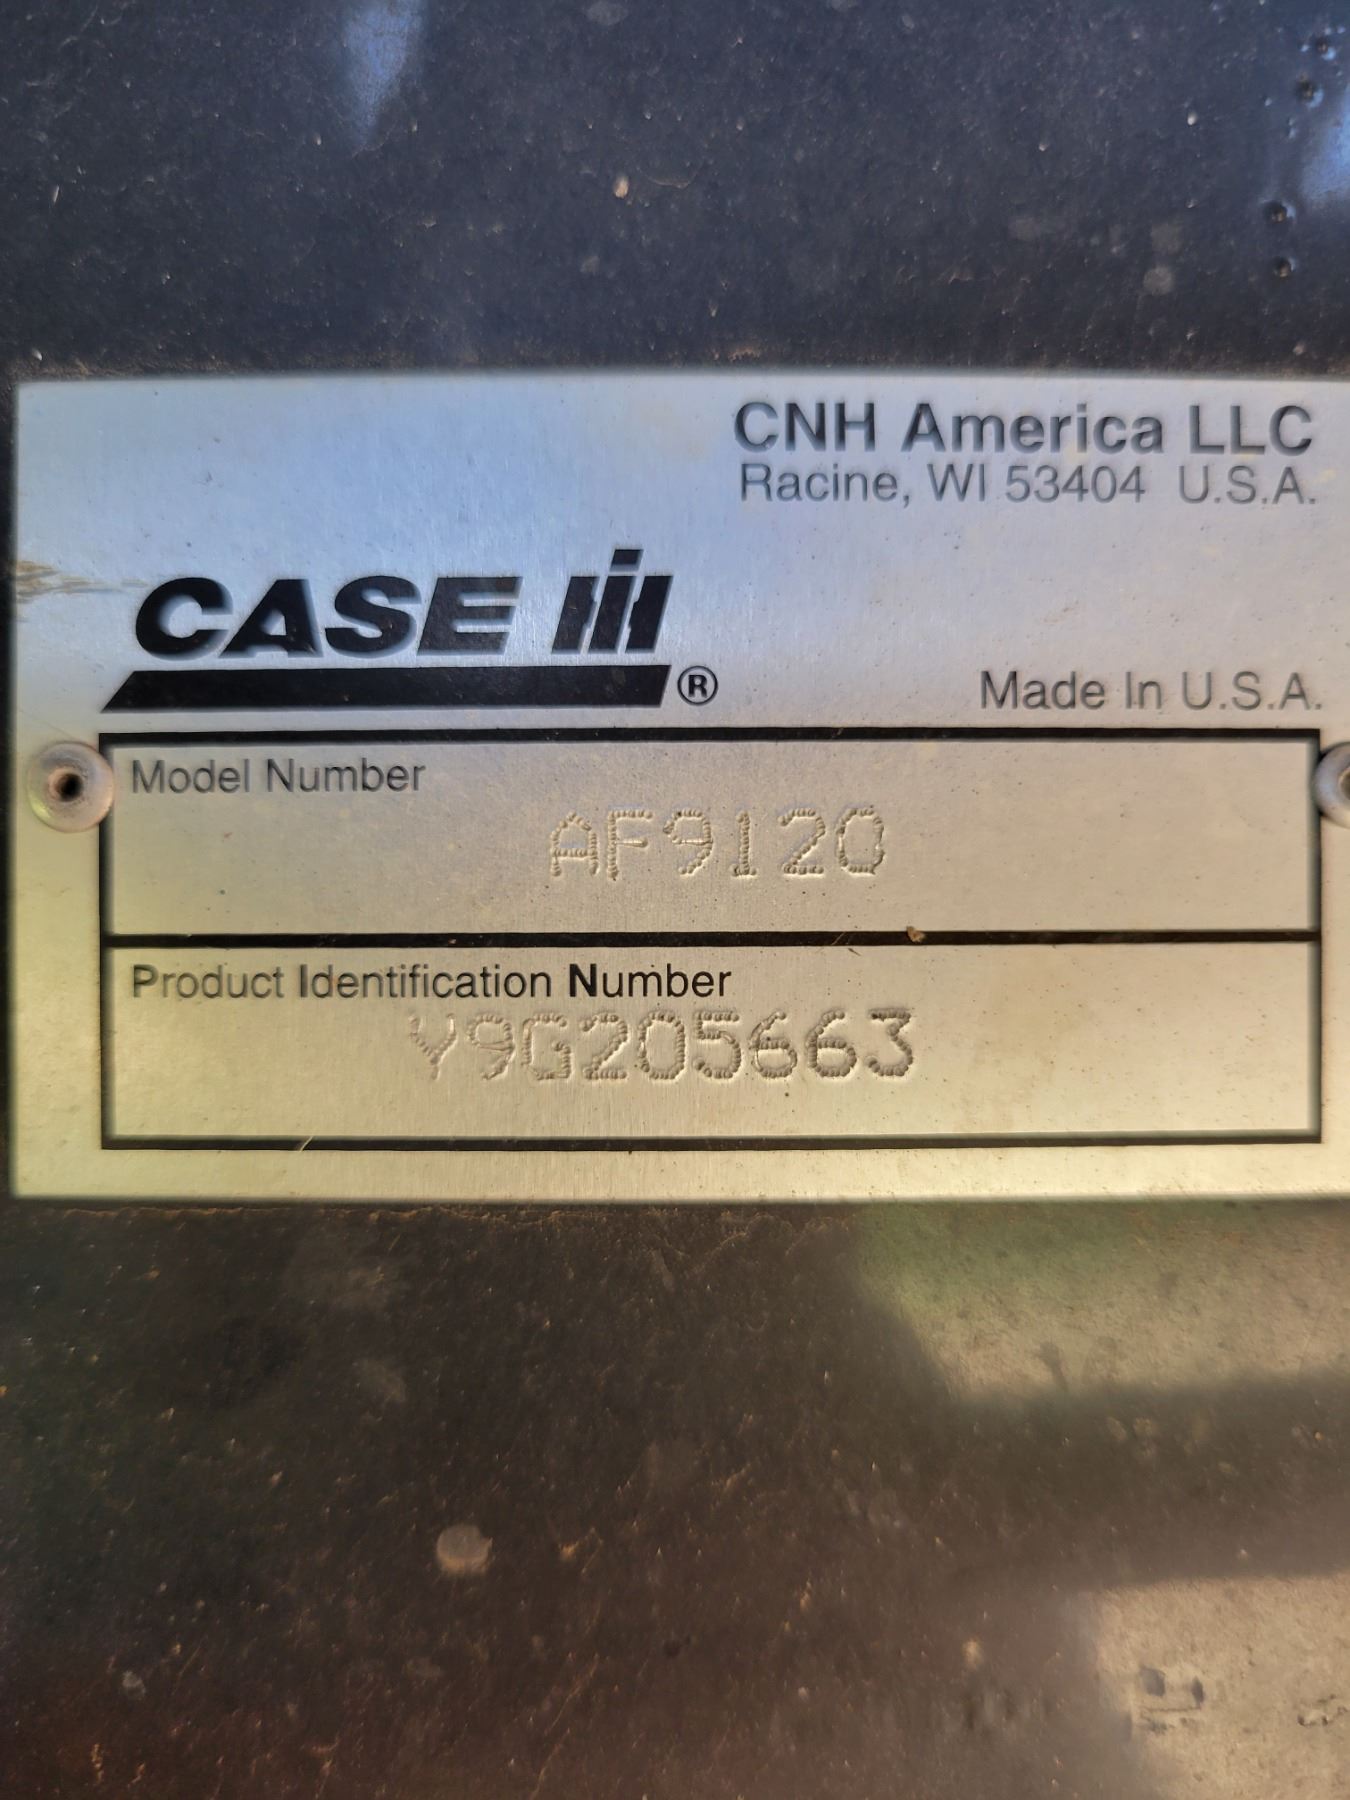 CNH America LLC
Racine, WI 53404 U.S.A.
CASE IH
®
Made In U.S.A.
Model Number
AF9120
Product Identification Number
Y9G205663